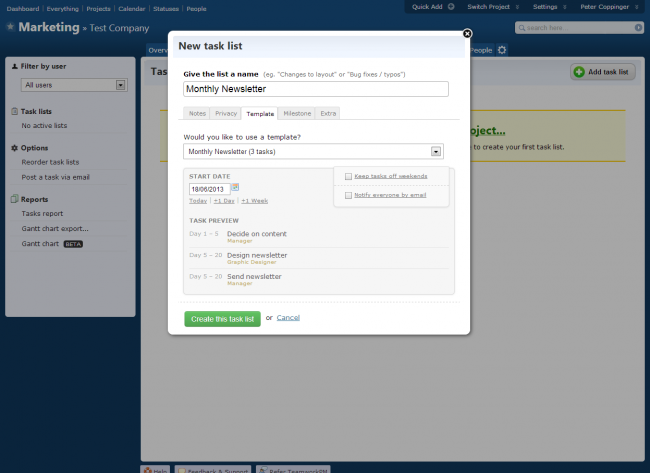 Dashboard | Everything | Projects | Calendar | Statuses | People
Quick Add
Switch Project
Settings
Peter Coppinger
Marketing » Test Company
search here
Overv
People
Filter by user
All users
Task lists
No active lists
Options
Reorder task lists
Post a task via email
Reports
Tasks report
Gantt chart export...
Gantt chart BETA
Tas
Add task list
oject...
e to create your first task list.
New task list
Give the list a name (eg. "Changes to layout" or "Bug fixes / typos")
Monthly Newsletter
Notes
Privacy
Template
Milestone
Extra
Would you like to use a template?
Monthly Newsletter (3 tasks)
START DATE
18/06/2013
Today | +1 Day | +1 Week
Keep tasks off weekends
Notify everyone by email
TASK PREVIEW
Day 1 – 5 Decide on content
Manager
Day 5 – 20 Design newsletter
Graphic Designer
Day 5 – 20 Send newsletter
Manager
Create this task list or Cancel
Help
Feedback & Support
Refer TeamworkPM